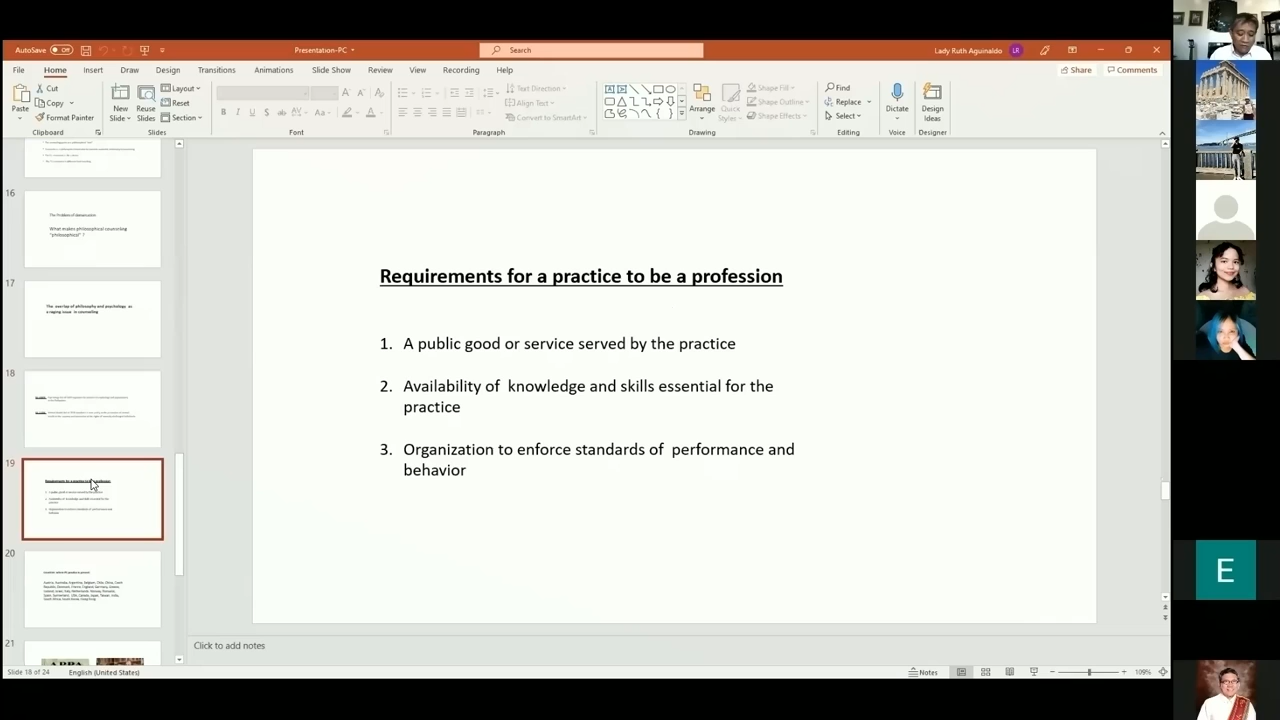 AutoSave Off
Presentation-PC
Search
Lady Ruth Aguinaldo LR
File Home Insert Draw Design Transitions Animations Slide Show Review View Recording Help Share Comments
Paste
Cut
Copy
Format Painter
Clipboard
New Slide
Reuse Slides
Layout
Reset
Section
Slides
Font
Text Direction
Align Text
Convert to SmartArt
Paragraph
Arrange
Quick Styles
Shape Fill
Shape Outline
Shape Effects
Drawing
Find
Replace
Select
Editing
Dictate
Voice
Design Ideas
Designer
16
The Problem of demarcation
What makes philosophical counseling
"philosophical" ?
17
The overlap of philosophy and psychology as
a raging issue in counseling
18
19
Requirements for a practice to be a profession
20
21
Requirements for a practice to be a profession
1. A public good or service served by the practice
2. Availability of knowledge and skills essential for the
practice
3. Organization to enforce standards of performance and
behavior
Click to add notes
Slide 18 of 24 English (United States) Notes 109%
E